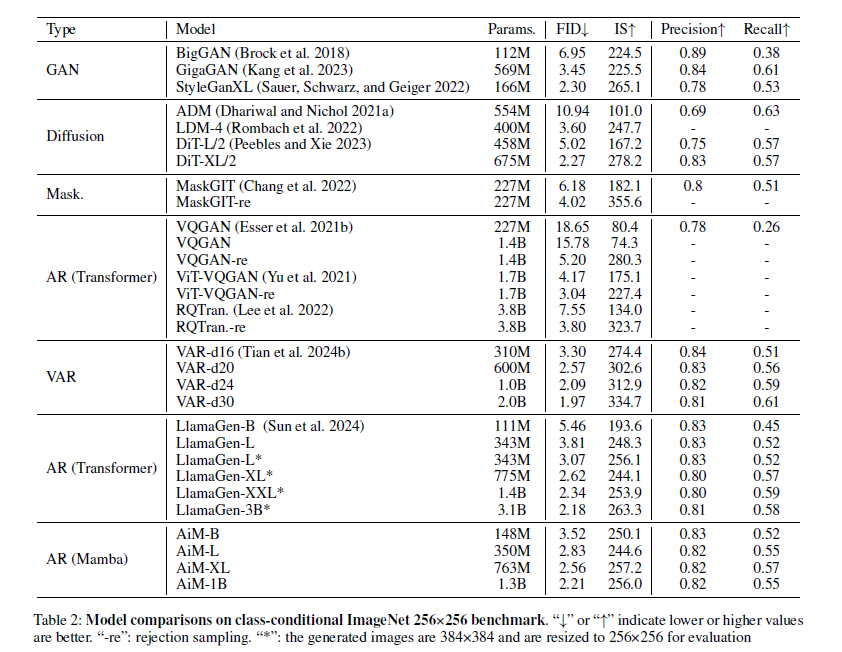 Type Model Params. FID↓ IS↑ Precision↑ Recall↑
GAN BigGAN (Brock et al. 2018) 112M 6.95 224.5 0.89 0.38
GigaGAN (Kang et al. 2023) 569M 3.45 225.5 0.84 0.61
StyleGanXL (Sauer, Schwarz, and Geiger 2022) 166M 2.30 265.1 0.78 0.53
Diffusion ADM (Dhariwal and Nichol 2021a) 554M 10.94 101.0 0.69 0.63
LDM-4 (Rombach et al. 2022) 400M 3.60 247.7 - -
DiT-L/2 (Peebles and Xie 2023) 458M 5.02 167.2 0.75 0.57
DiT-XL/2 675M 2.27 278.2 0.83 0.57
Mask. MaskGIT (Chang et al. 2022) 227M 6.18 182.1 0.8 0.51
MaskGIT-re 227M 4.02 355.6 - -
AR (Transformer) VQGAN (Esser et al. 2021b) 227M 18.65 80.4 0.78 0.26
VQGAN 1.4B 15.78 74.3 - -
VQGAN-re 1.4B 5.20 280.3 - -
ViT-VQGAN (Yu et al. 2021) 1.7B 4.17 175.1 - -
ViT-VQGAN-re 1.7B 3.04 227.4 - -
RQTran. (Lee et al. 2022) 3.8B 7.55 134.0 - -
RQTran.-re 3.8B 3.80 323.7 - -
VAR VAR-d16 (Tian et al. 2024b) 310M 3.30 274.4 0.84 0.51
VAR-d20 600M 2.57 302.6 0.83 0.56
VAR-d24 1.0B 2.09 312.9 0.82 0.59
VAR-d30 2.0B 1.97 334.7 0.81 0.61
AR (Transformer) LlamaGen-B (Sun et al. 2024) 111M 5.46 193.6 0.83 0.45
LlamaGen-L 343M 3.81 248.3 0.83 0.52
LlamaGen-L* 343M 3.07 256.1 0.83 0.52
LlamaGen-XL* 775M 2.62 244.1 0.80 0.57
LlamaGen-XXL* 1.4B 2.34 253.9 0.80 0.59
LlamaGen-3B* 3.1B 2.18 263.3 0.81 0.58
AR (Mamba) AiM-B 148M 3.52 250.1 0.83 0.52
AiM-L 350M 2.83 244.6 0.82 0.55
AiM-XL 763M 2.56 257.2 0.82 0.57
AiM-1B 1.3B 2.21 256.0 0.82 0.55
Table 2: Model comparisons on class-conditional ImageNet 256×256 benchmark. “↓” or “↑” indicate lower or higher values
are better. “-re”: rejection sampling. “*”: the generated images are 384×384 and are resized to 256×256 for evaluation